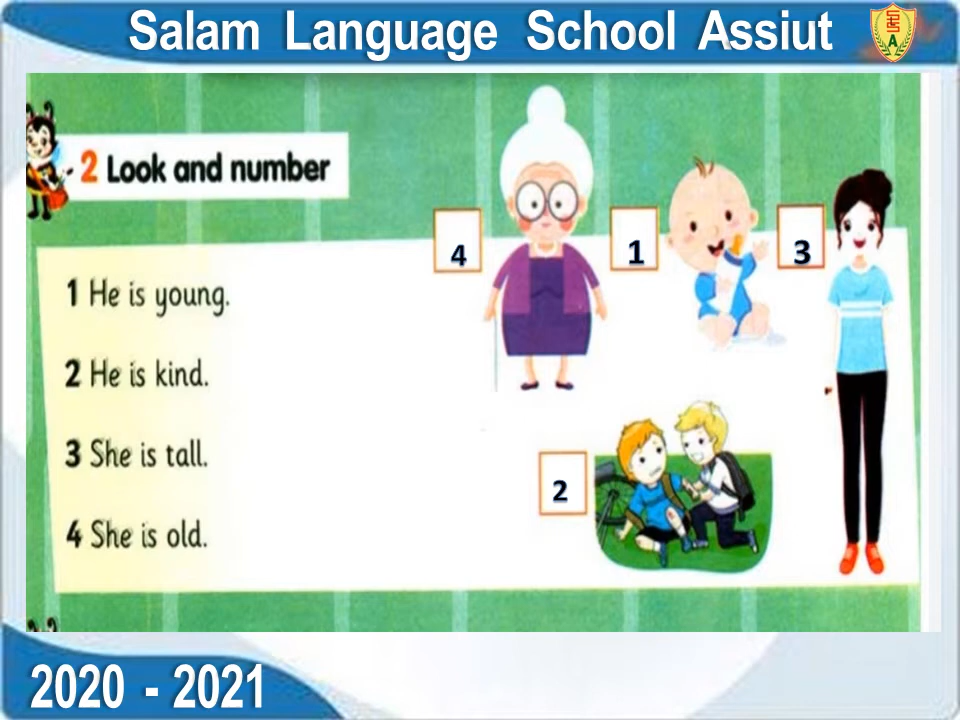 Salam Language School Assiut
2 Look and number
4
1
3
1 He is young.
2 He is kind.
3 She is tall.
2
4 She is old.
2020 - 2021